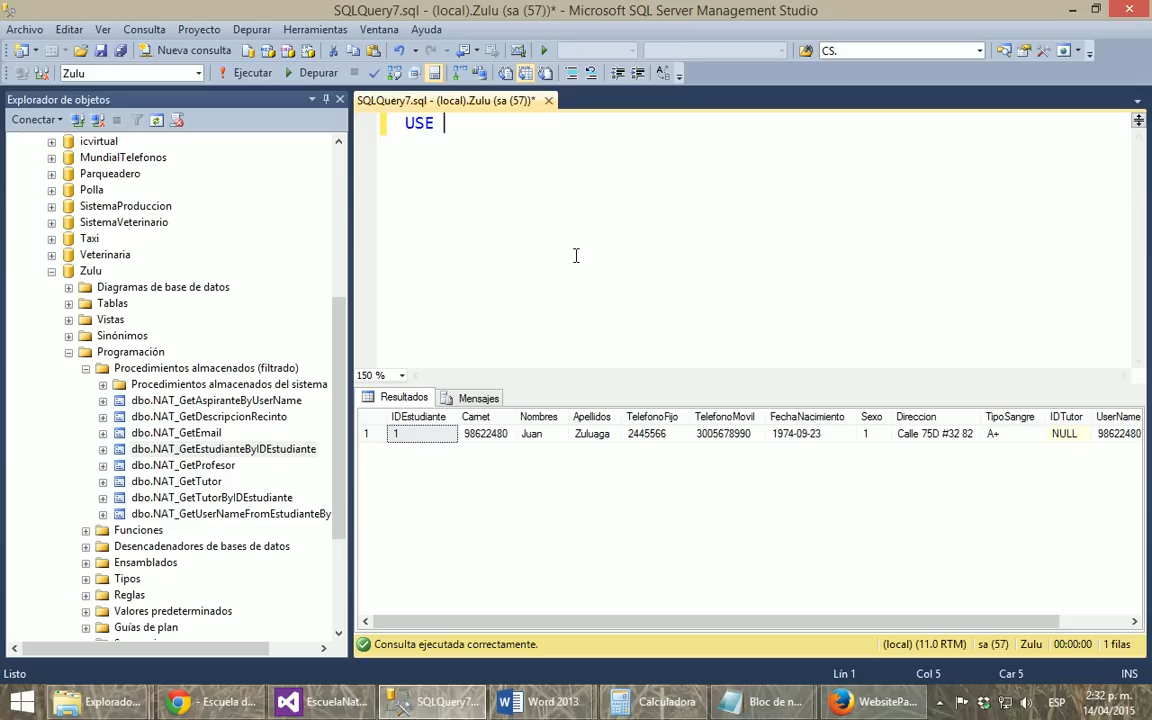 SQLQuery7.sql - (local).Zulu (sa (57))* - Microsoft SQL Server Management Studio
Archivo Editar Ver Consulta Proyecto Depurar Herramientas Ventana Ayuda
Nueva consulta CS.
Zulu Ejecutar Depurar
Explorador de objetos
SQLQuery7.sql - (local).Zulu (sa (57))*
Conectar
USE
icvirtual
MundialTelefonos
Parqueadero
Polla
SistemaProduccion
SistemaVeterinario
Taxi
Veterinaria
Zulu
Diagramas de base de datos
Tablas
Vistas
Sinónimos
Programación
Procedimientos almacenados (filtrado)
Procedimientos almacenados del sistema
dbo.NAT_GetAspiranteByUserName
dbo.NAT_GetDescripcionRecinto
dbo.NAT_GetEmail
dbo.NAT_GetEstudianteByIDEstudiante
dbo.NAT_GetProfesor
dbo.NAT_GetTutor
dbo.NAT_GetTutorByIDEstudiante
dbo.NAT_GetUserNameFromEstudianteBy
Funciones
Desencadenadores de bases de datos
Ensamblados
Tipos
Reglas
Valores predeterminados
Guías de plan
150 %
Resultados Mensajes
IDEstudiante Carnet Nombres Apellidos TelefonoFijo TelefonoMovil FechaNacimiento Sexo Direccion TipoSangre IDTutor UserName
1 1 98622480 Juan Zuluaga 2445566 3005678990 1974-09-23 1 Calle 75D #32 82 A+ NULL 98622480
Consulta ejecutada correctamente. (local) (11.0 RTM) sa (57) Zulu 00:00:00 1 filas
Listo Lín 1 Col 5 Car 5 INS
Explorado... - Escuela d... EscuelaNat... SQLQuery7.... Word 2013... Calculadora Bloc de n... WebsitePa... ESP 2:32 p. m.
14/04/2015